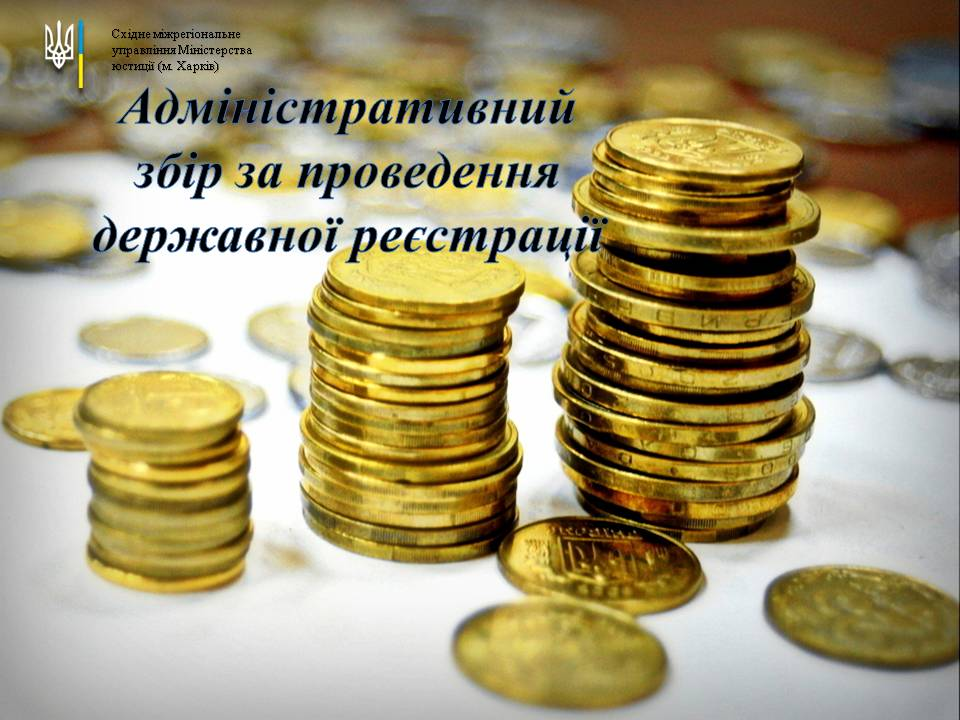 Східне міжрегіональне
управління Міністерства
юстиції (м. Харків)
Адміністративний
збір за проведення
державної реєстрації